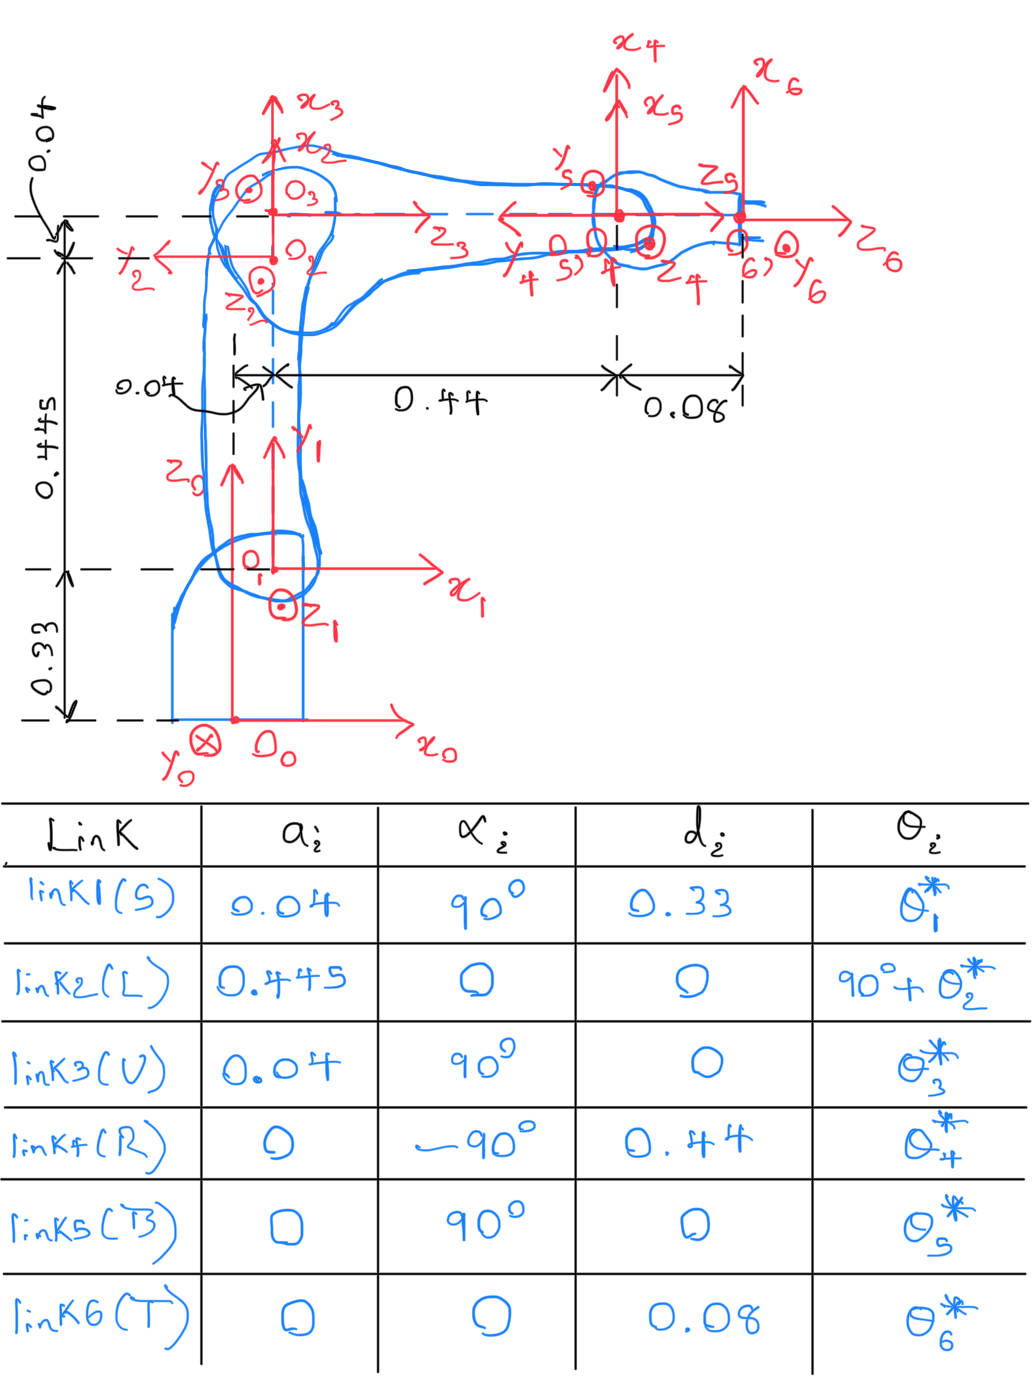 x4
x6
0.04
x3
x5
x2
y5
z5
y3
O3
z3
z6
y2
O2
y4
O5,4
z4
O6,
y6
z2
0.04
0.44
0.08
0.445
y1
z0
O1
x1
z1
0.33
y0
O0
x0
Link ai αi di θi
link1(S) 0.04 90° 0.33 θ1*
link2(L) 0.445 0 0 90°+θ2*
link3(U) 0.04 90° 0 θ3*
link4(R) 0 -90° 0.44 θ4*
link5(B) 0 90° 0 θ5*
link6(T) 0 0 0.08 θ6*